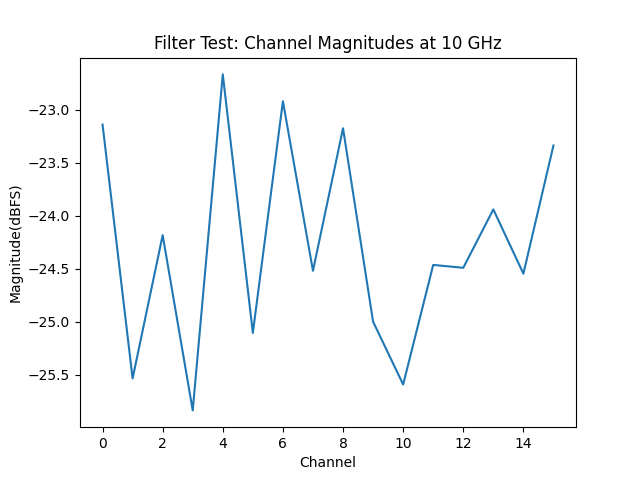 Filter Test: Channel Magnitudes at 10 GHz
Magnitude(dBFS)
−23.0
−23.5
−24.0
−24.5
−25.0
−25.5
0 2 4 6 8 10 12 14
Channel